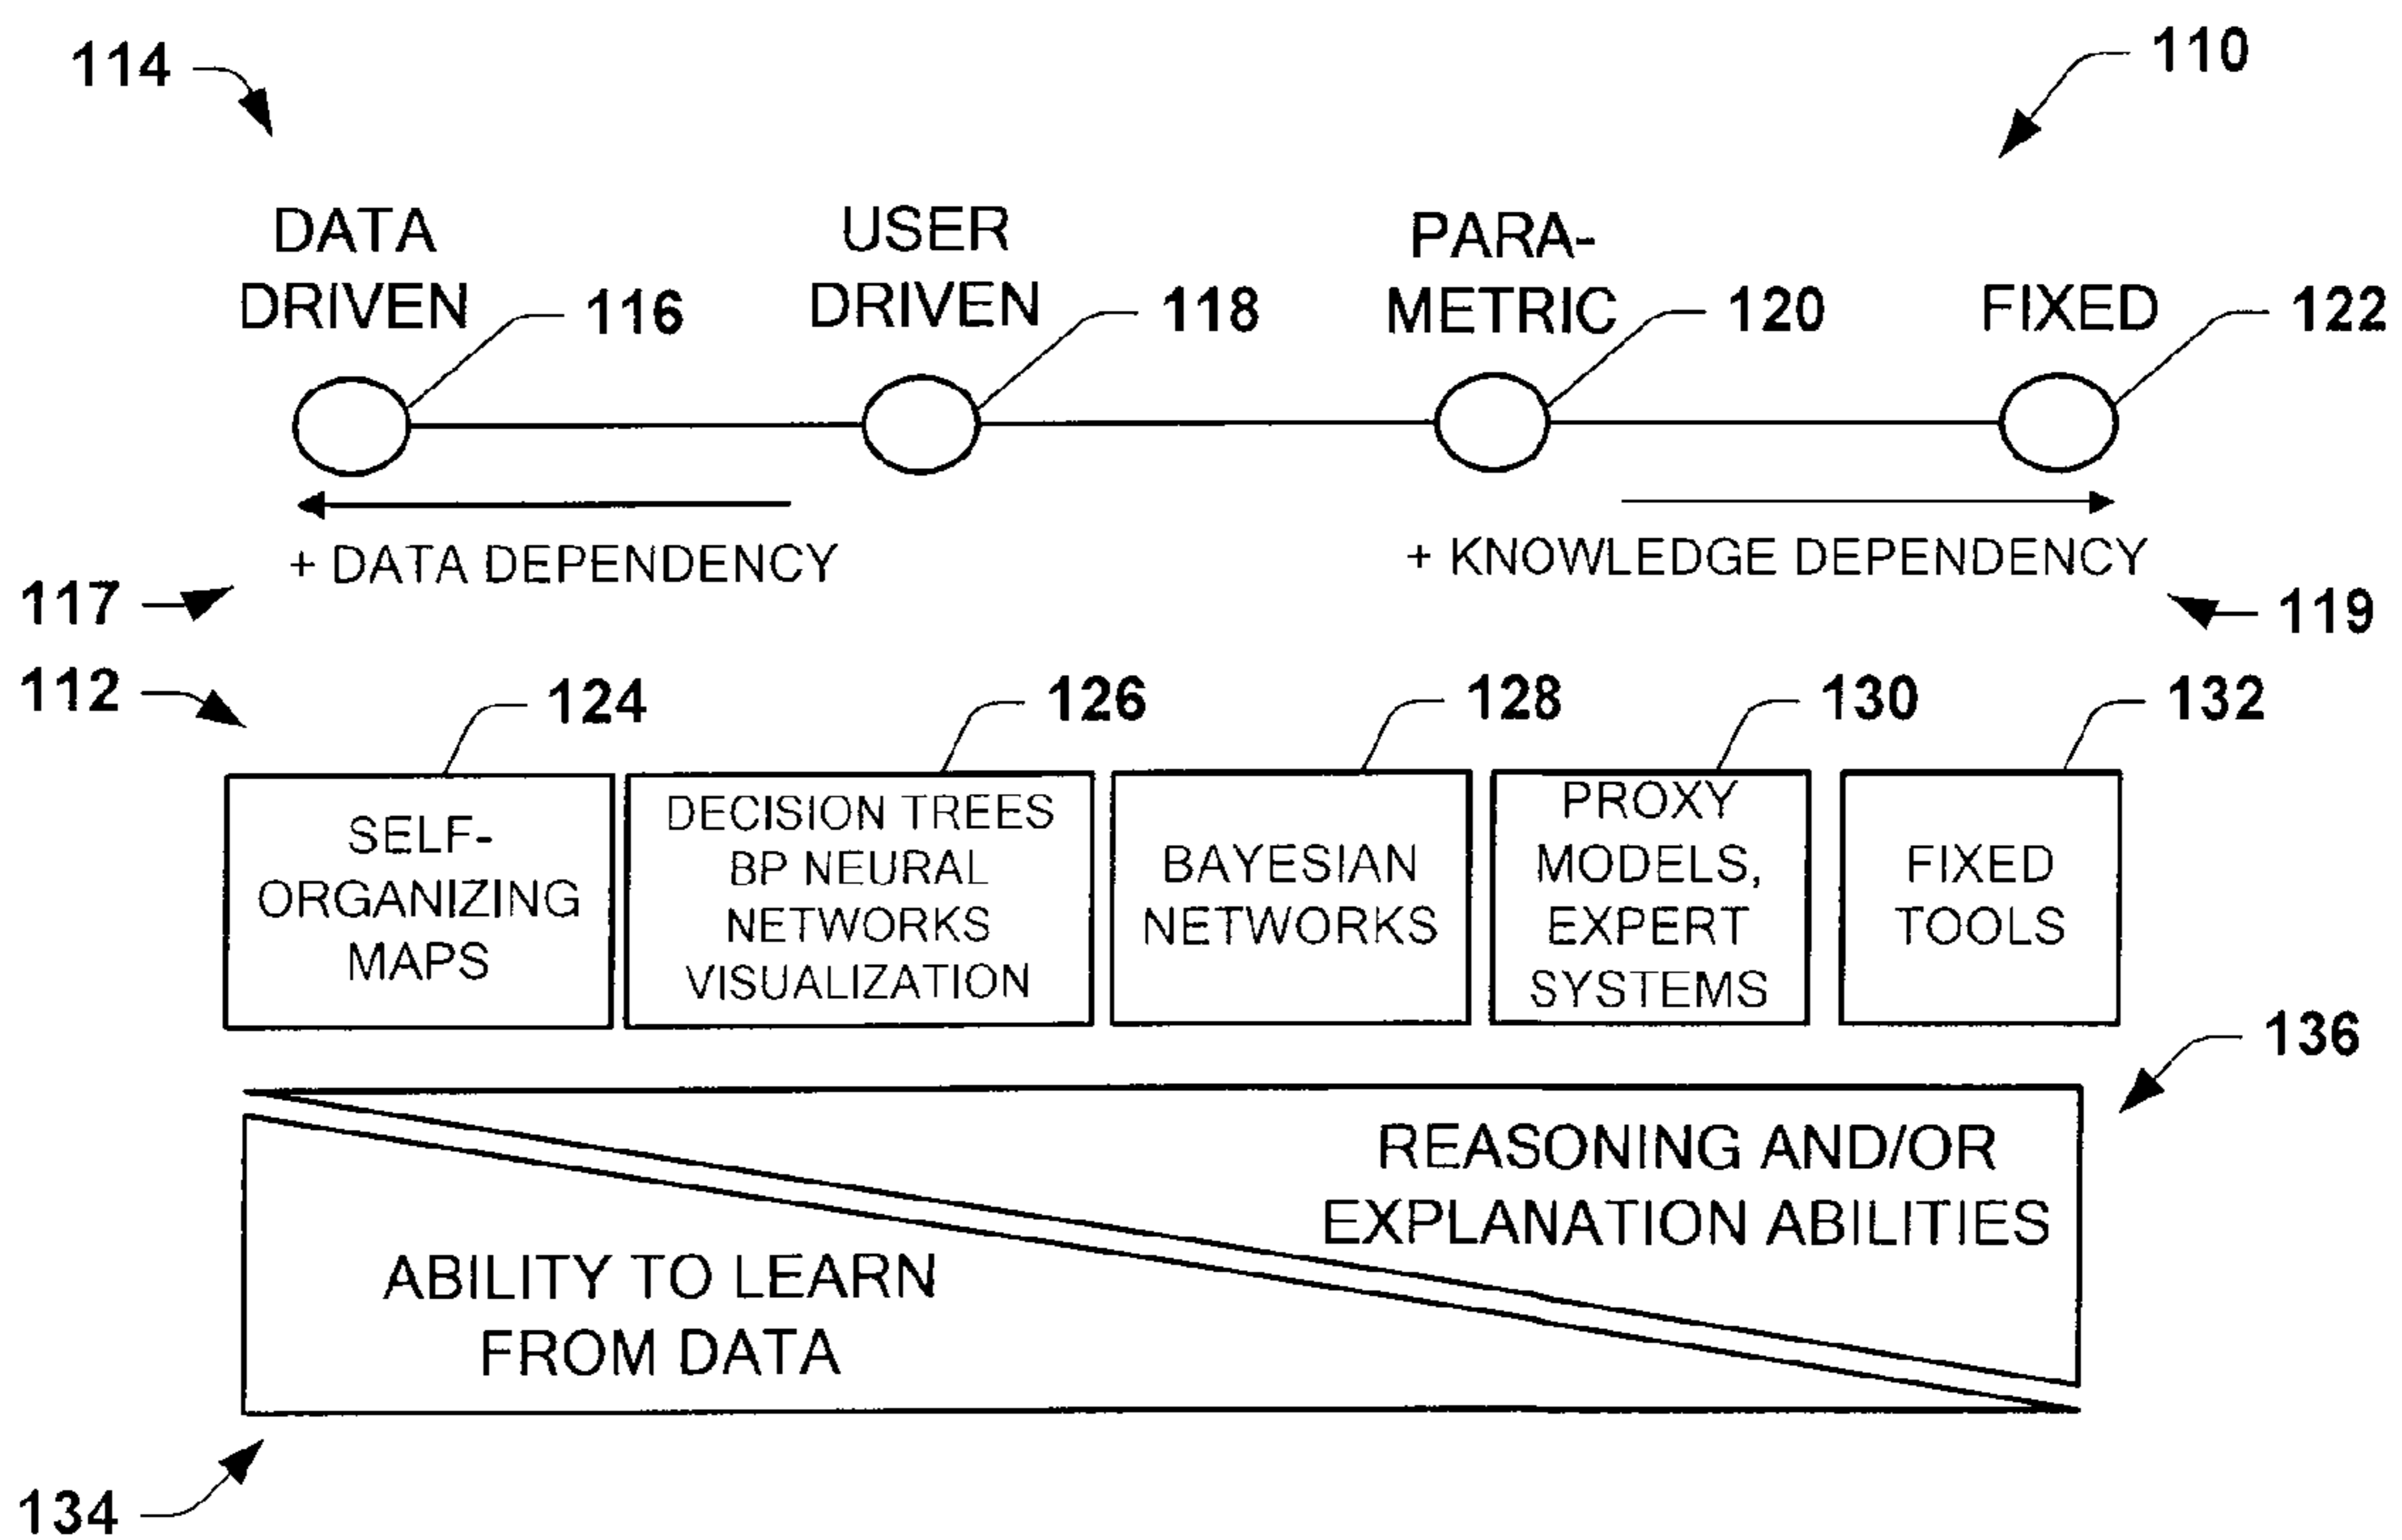 114
110
DATA
DRIVEN
116
USER
DRIVEN
118
PARA-
METRIC
120
FIXED
122
+ DATA DEPENDENCY
+ KNOWLEDGE DEPENDENCY
117
119
112
124
126
128
130
132
SELF-
ORGANIZING
MAPS
DECISION TREES
BP NEURAL
NETWORKS
VISUALIZATION
BAYESIAN
NETWORKS
PROXY
MODELS,
EXPERT
SYSTEMS
FIXED
TOOLS
136
REASONING AND/OR
EXPLANATION ABILITIES
ABILITY TO LEARN
FROM DATA
134